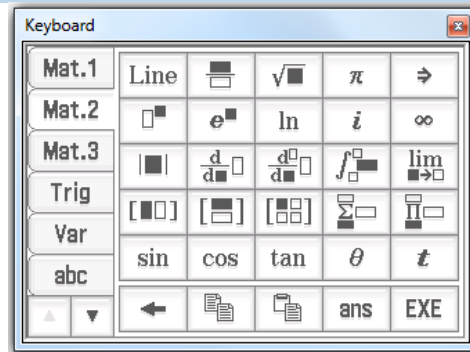 Keyboard
Mat.1
Mat.2
Mat.3
Trig
Var
abc
Line √■ π ⇒
□^■ e^■ ln i ∞
|■| d/d■ □ d^□/d■ □ ∫ lim ■→□
[■□] [■] [■□] Σ Π
sin cos tan θ t
ans EXE